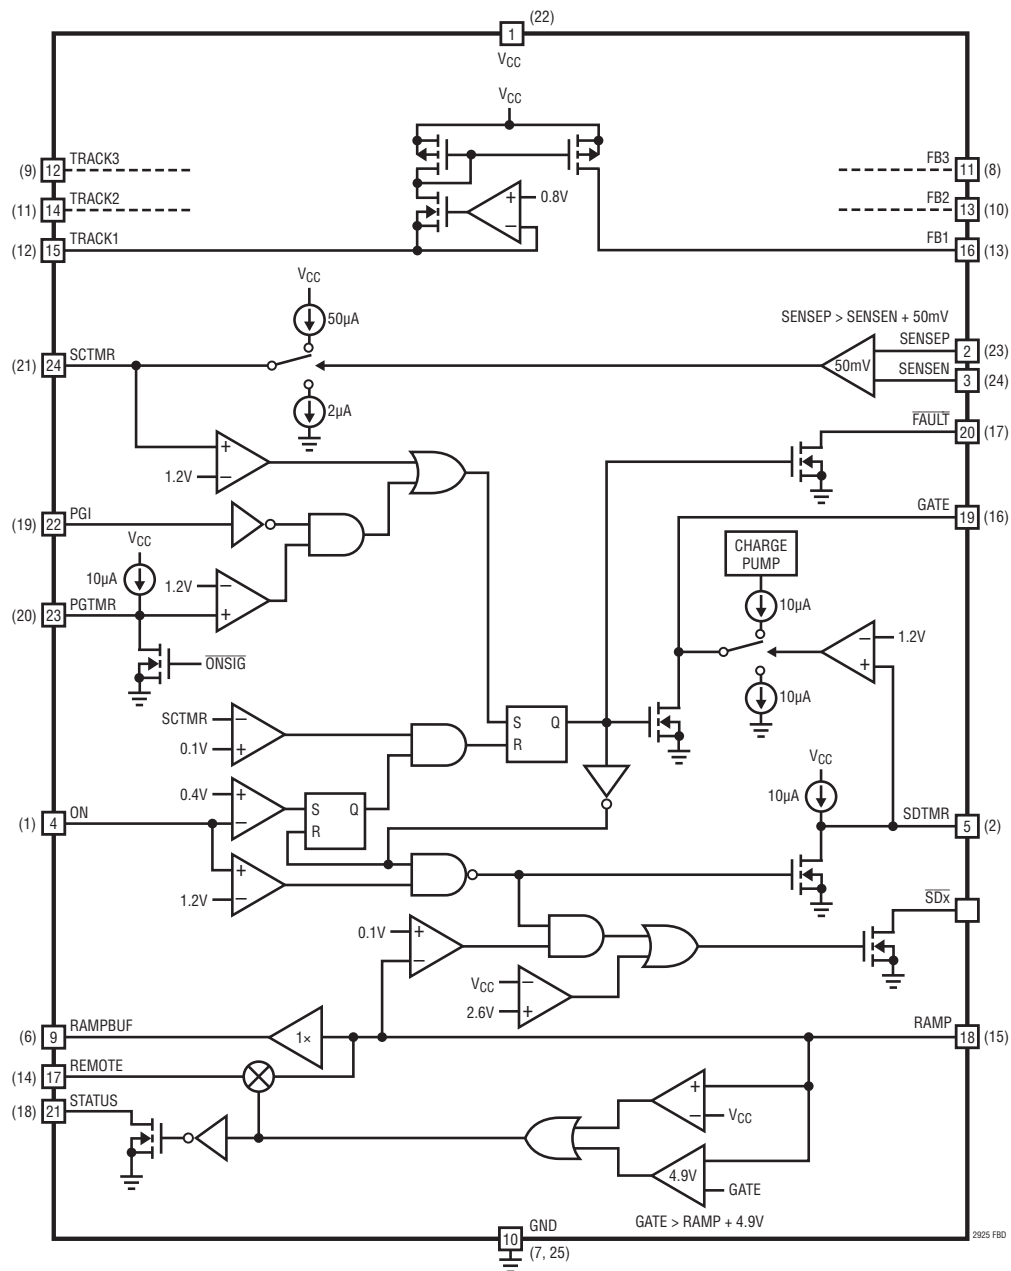 (22)
1
VCC
VCC
(9) 12 TRACK3
FB3 11 (8)
(11) 14 TRACK2
FB2 13 (10)
+ 0.8V
–
(12) 15 TRACK1
FB1 16 (13)
VCC
50µA
SENSEP > SENSEN + 50mV
SENSEP 2 (23)
(21) 24 SCTMR
50mV
SENSEN 3 (24)
2µA
FAULT 20 (17)
+
1.2V –
(19) 22 PGI
GATE 19 (16)
VCC
CHARGE
PUMP
10µA
1.2V –
10µA
(20) 23 PGTMR
+
– 1.2V
+
ONSIG
10µA
SCTMR –
0.1V +
S Q
R
VCC
0.4V +
–
S Q
R
10µA
(1) 4 ON
SDTMR 5 (2)
+
1.2V –
SDx
0.1V +
–
VCC –
2.6V +
(6) 9 RAMPBUF
1×
RAMP 18 (15)
(14) 17 REMOTE
+
– VCC
(18) 21 STATUS
4.9V
GATE
GATE > RAMP + 4.9V
10 GND
(7, 25)
2925 FBD